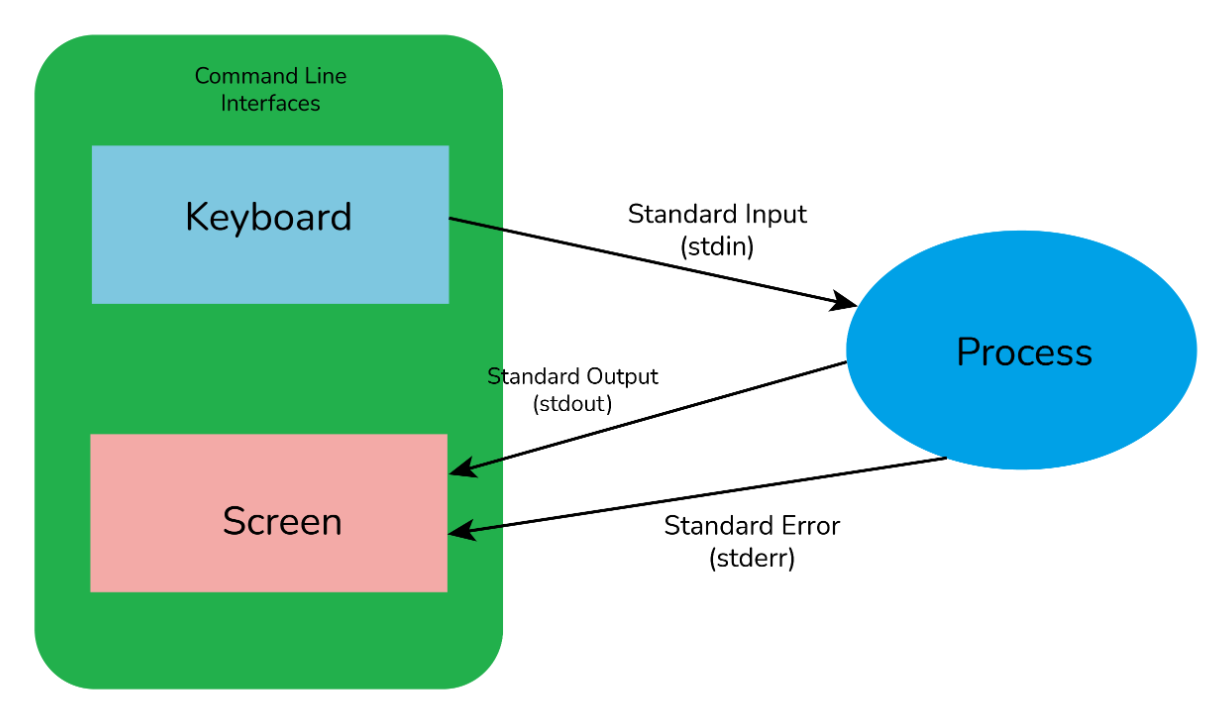 Command Line
Interfaces
Keyboard
Standard Input
(stdin)
Process
Standard Output
(stdout)
Screen
Standard Error
(stderr)